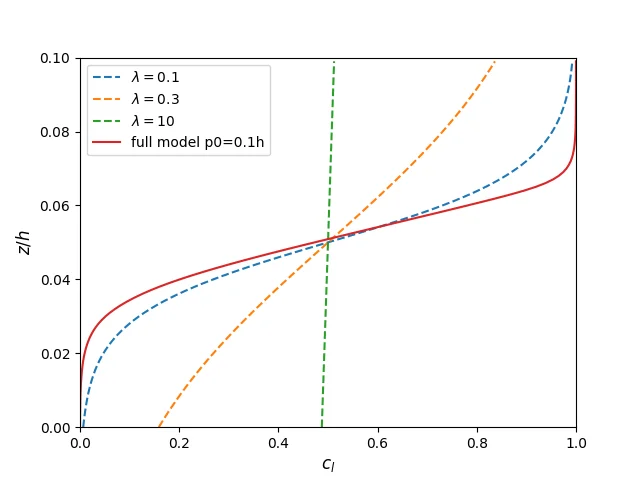 0.10
0.08
0.06
0.04
0.02
0.00
z/h
λ = 0.1
λ = 0.3
λ = 10
full model p0=0.1h
0.0 0.2 0.4 0.6 0.8 1.0
c_l